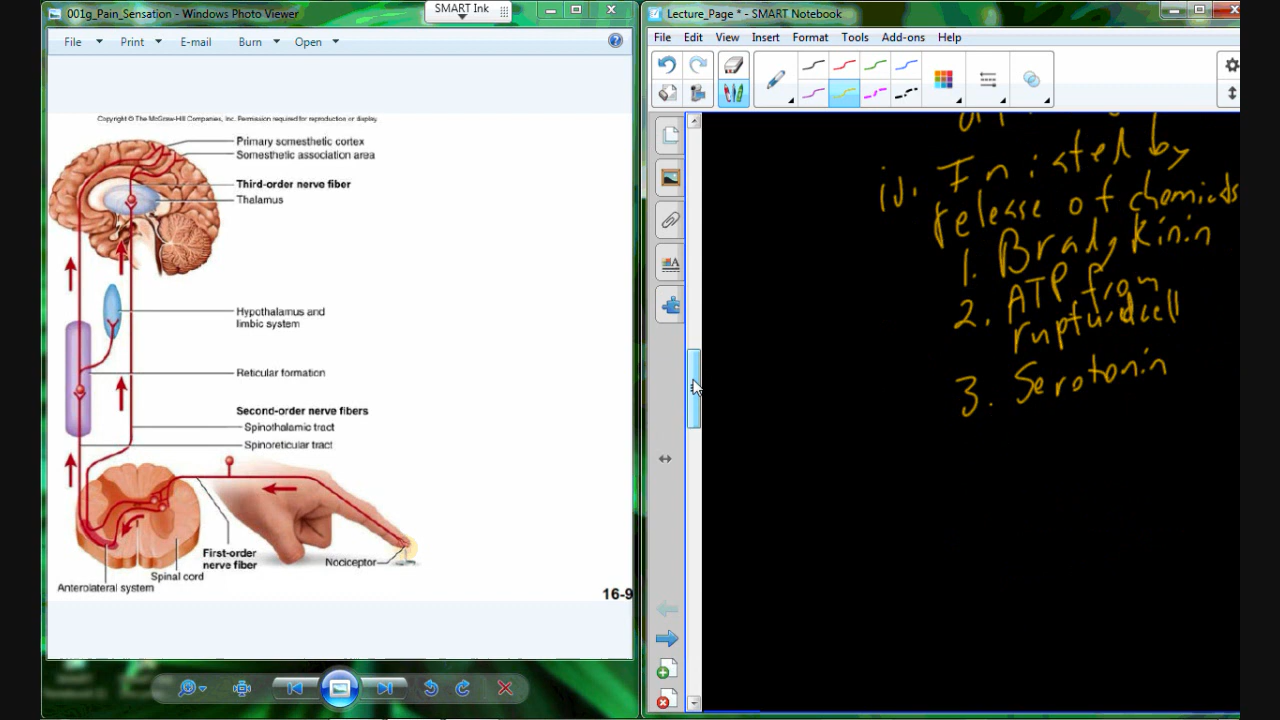 001g_Pain_Sensation - Windows Photo Viewer
SMART Ink
File Print E-mail Burn Open
Copyright © The McGraw-Hill Companies, Inc. Permission required for reproduction or display.
Primary somesthetic cortex
Somesthetic association area
Third-order nerve fiber
Thalamus
Hypothalamus and
limbic system
Reticular formation
Second-order nerve fibers
Spinothalamic tract
Spinoreticular tract
First-order
nerve fiber
Nociceptor
Spinal cord
Anterolateral system
16-9
Lecture_Page * - SMART Notebook
File Edit View Insert Format Tools Add-ons Help
by
release of chemicals
1. Bradykinin
2. ATP from
ruptured cell
3. Serotonin